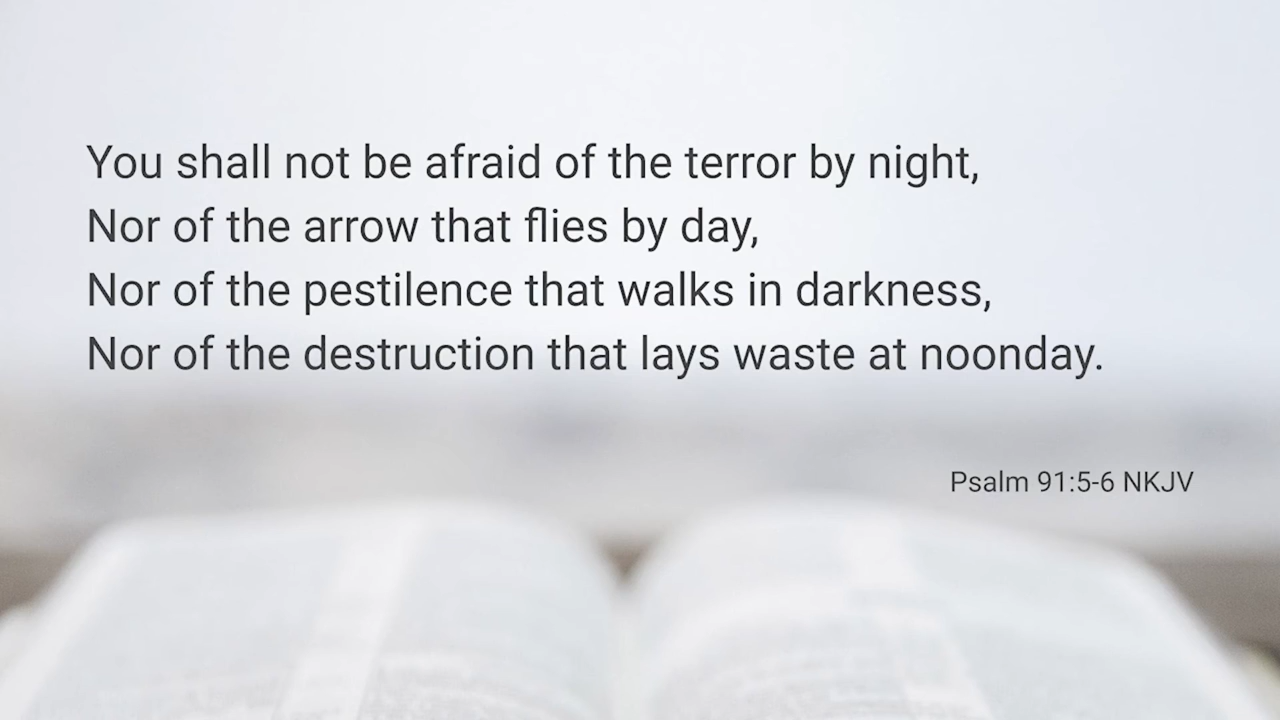 You shall not be afraid of the terror by night,
Nor of the arrow that flies by day,
Nor of the pestilence that walks in darkness,
Nor of the destruction that lays waste at noonday.
Psalm 91:5-6 NKJV